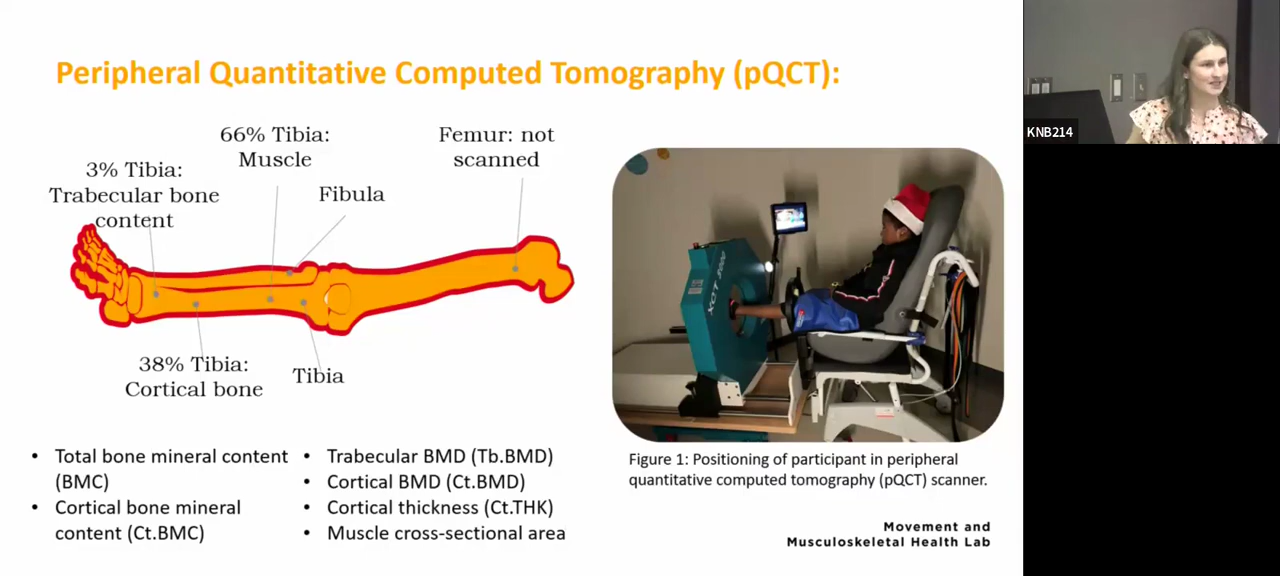 Peripheral Quantitative Computed Tomography (pQCT):
66% Tibia:
Muscle
Femur: not
scanned
3% Tibia:
Trabecular bone
content
Fibula
38% Tibia:
Cortical bone
Tibia
• Total bone mineral content
(BMC)
• Cortical bone mineral
content (Ct.BMC)
• Trabecular BMD (Tb.BMD)
• Cortical BMD (Ct.BMD)
• Cortical thickness (Ct.THK)
• Muscle cross-sectional area
XCT 3000
Figure 1: Positioning of participant in peripheral
quantitative computed tomography (pQCT) scanner.
Movement and
Musculoskeletal Health Lab
KNB214